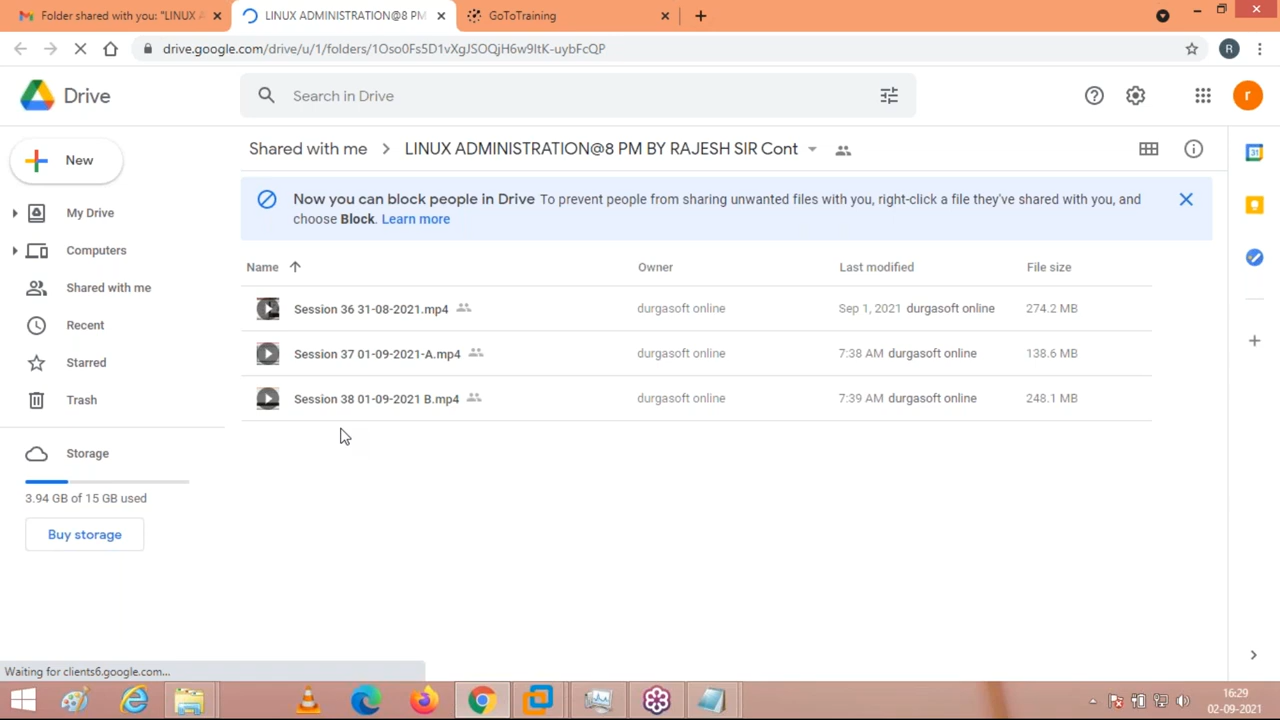 Folder shared with you: "LINUX A
LINUX ADMINISTRATION@8 PM
GoToTraining
drive.google.com/drive/u/1/folders/1Oso0Fs5D1vXgJSOQjH6w9ItK-uybFcQP
R
Drive
Search in Drive
r
New
Shared with me
LINUX ADMINISTRATION@8 PM BY RAJESH SIR Cont
Now you can block people in Drive To prevent people from sharing unwanted files with you, right-click a file they've shared with you, and
choose Block. Learn more
31
My Drive
Computers
Shared with me
Recent
Starred
Trash
Storage
3.94 GB of 15 GB used
Buy storage
Name Owner Last modified File size
Session 36 31-08-2021.mp4 durgasoft online Sep 1, 2021 durgasoft online 274.2 MB
Session 37 01-09-2021-A.mp4 durgasoft online 7:38 AM durgasoft online 138.6 MB
Session 38 01-09-2021 B.mp4 durgasoft online 7:39 AM durgasoft online 248.1 MB
Waiting for clients6.google.com...
16:29
02-09-2021